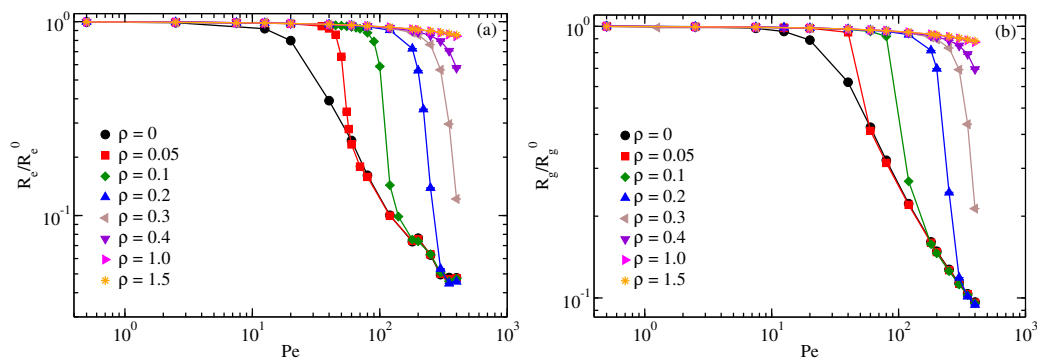 10^0
10^-1
R_e/R_e^0
(a)
ρ = 0
ρ = 0.05
ρ = 0.1
ρ = 0.2
ρ = 0.3
ρ = 0.4
ρ = 1.0
ρ = 1.5
10^0 10^1 10^2 10^3
Pe
10^0
10^-1
R_g/R_g^0
(b)
ρ = 0
ρ = 0.05
ρ = 0.1
ρ = 0.2
ρ = 0.3
ρ = 0.4
ρ = 1.0
ρ = 1.5
10^0 10^1 10^2 10^3
Pe